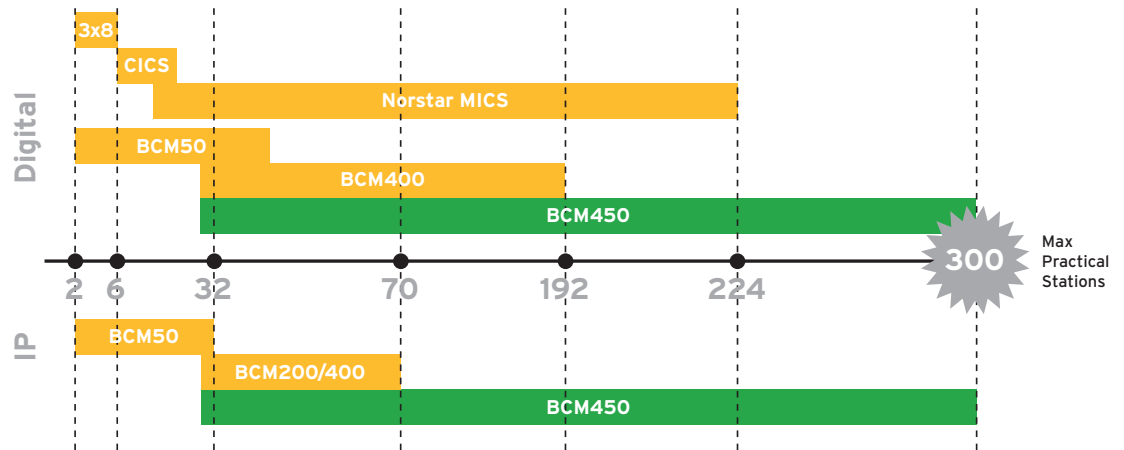 3x8
CICS
Norstar MICS
Digital
BCM50
BCM400
BCM450
300
Max
Practical
Stations
2 6 32 70 192 224
IP
BCM50
BCM200/400
BCM450